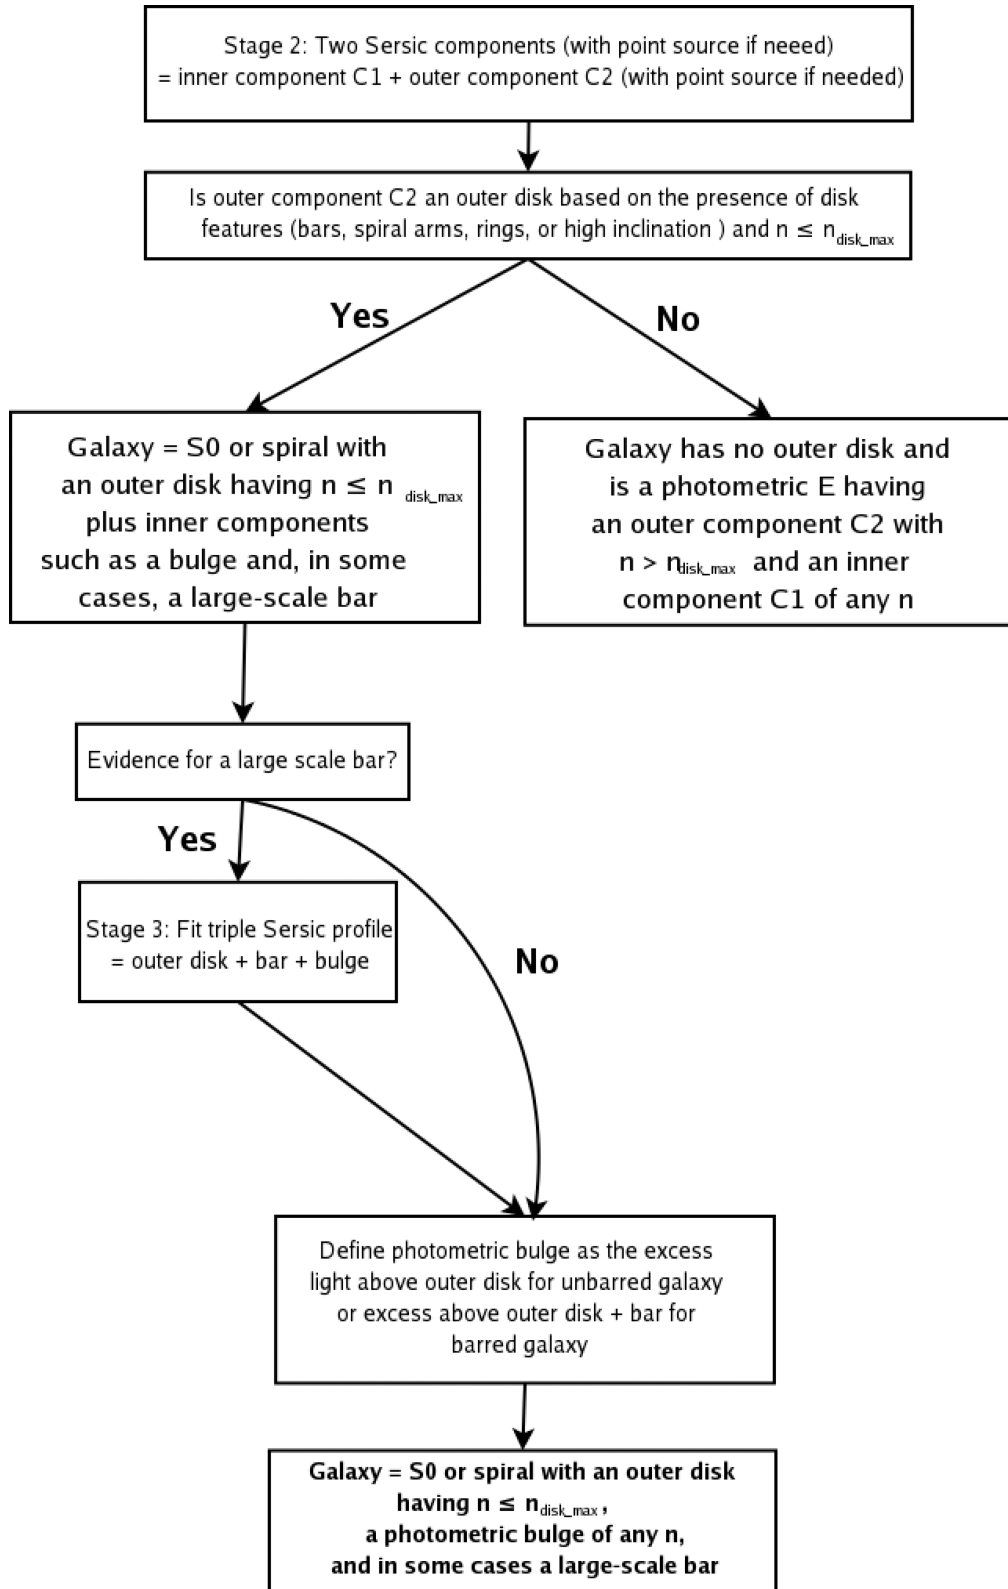 Stage 2: Two Sersic components (with point source if neeed)
= inner component C1 + outer component C2 (with point source if needed)
Is outer component C2 an outer disk based on the presence of disk
features (bars, spiral arms, rings, or high inclination ) and n ≤ n disk_max
Yes
No
Galaxy = S0 or spiral with
an outer disk having n ≤ n disk_max
plus inner components
such as a bulge and, in some
cases, a large-scale bar
Galaxy has no outer disk and
is a photometric E having
an outer component C2 with
n > n disk_max and an inner
component C1 of any n
Evidence for a large scale bar?
Yes
No
Stage 3: Fit triple Sersic profile
= outer disk + bar + bulge
Define photometric bulge as the excess
light above outer disk for unbarred galaxy
or excess above outer disk + bar for
barred galaxy
Galaxy = S0 or spiral with an outer disk
having n ≤ n disk_max ,
a photometric bulge of any n,
and in some cases a large-scale bar